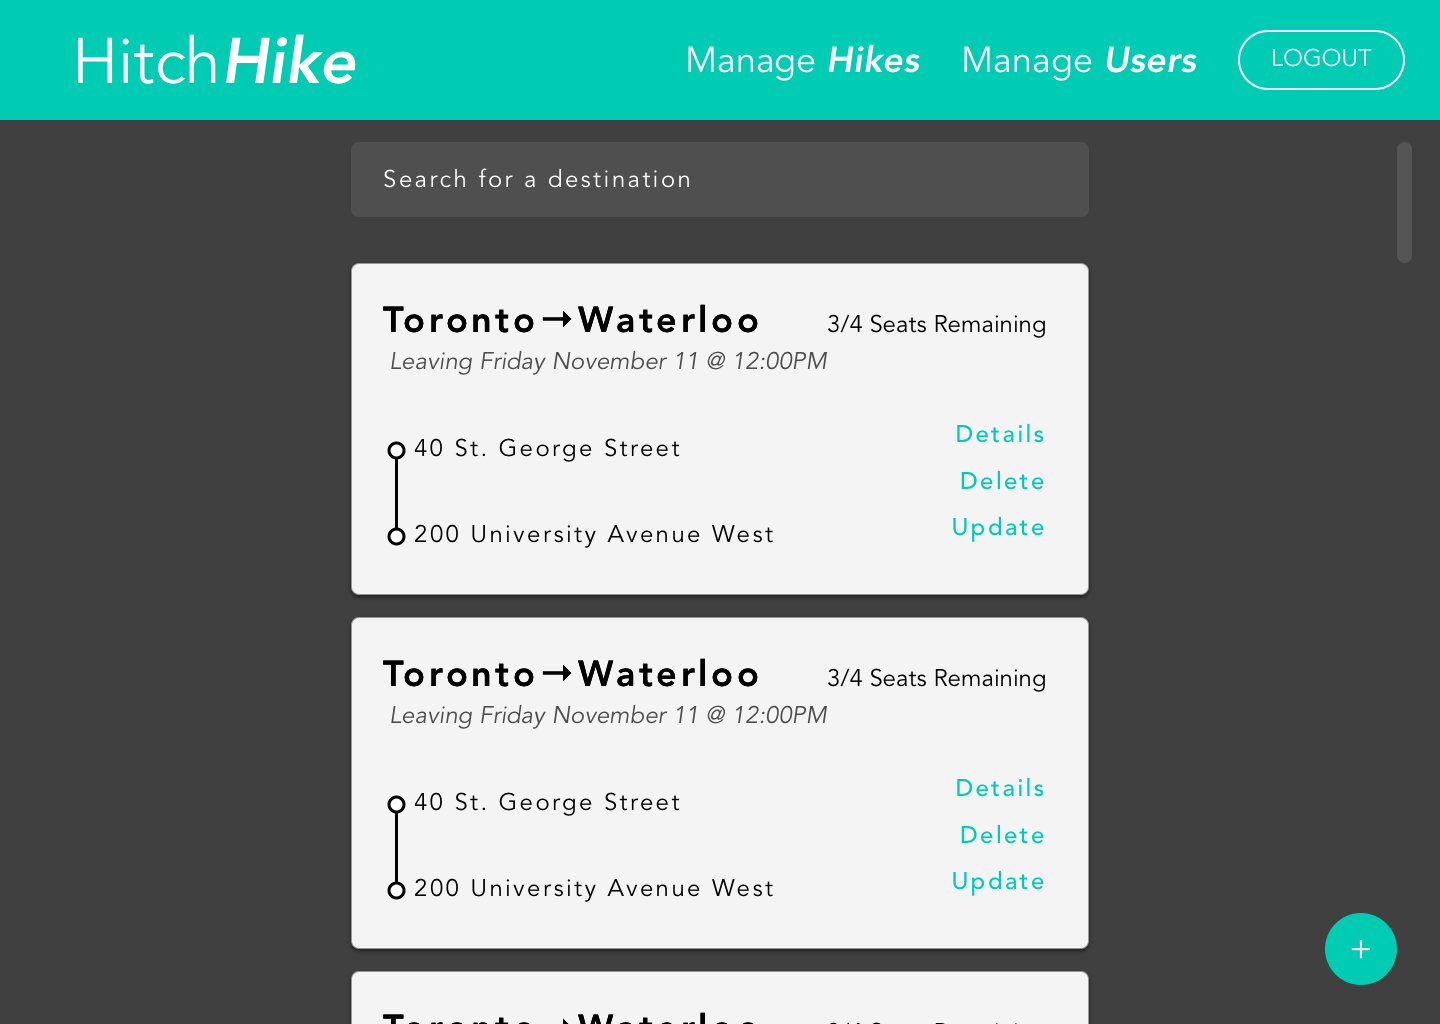 HitchHike
Manage Hikes
Manage Users
LOGOUT
Search for a destination
Toronto→Waterloo
3/4 Seats Remaining
Leaving Friday November 11 @ 12:00PM
40 St. George Street
200 University Avenue West
Details
Delete
Update
Toronto→Waterloo
3/4 Seats Remaining
Leaving Friday November 11 @ 12:00PM
40 St. George Street
200 University Avenue West
Details
Delete
Update
Toronto→Waterloo
+